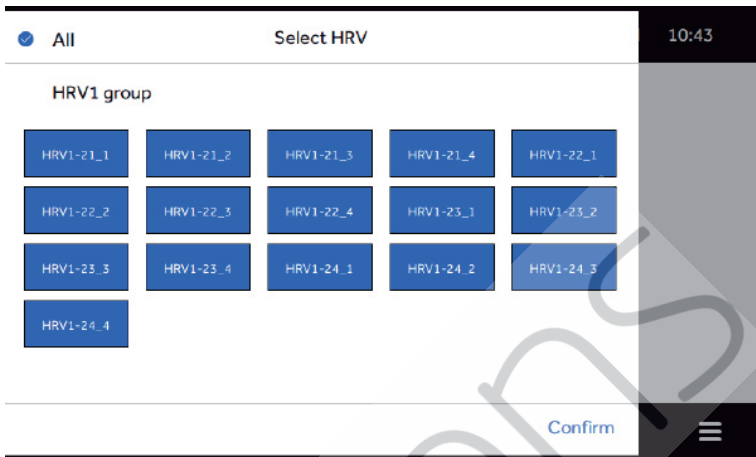 All Select HRV 10:43
HRV1 group
HRV1-21_1 HRV1-21_2 HRV1-21_3 HRV1-21_4 HRV1-22_1
HRV1-22_2 HRV1-22_3 HRV1-22_4 HRV1-23_1 HRV1-23_2
HRV1-23_3 HRV1-23_4 HRV1-24_1 HRV1-24_2 HRV1-24_3
HRV1-24_4
Confirm
ons